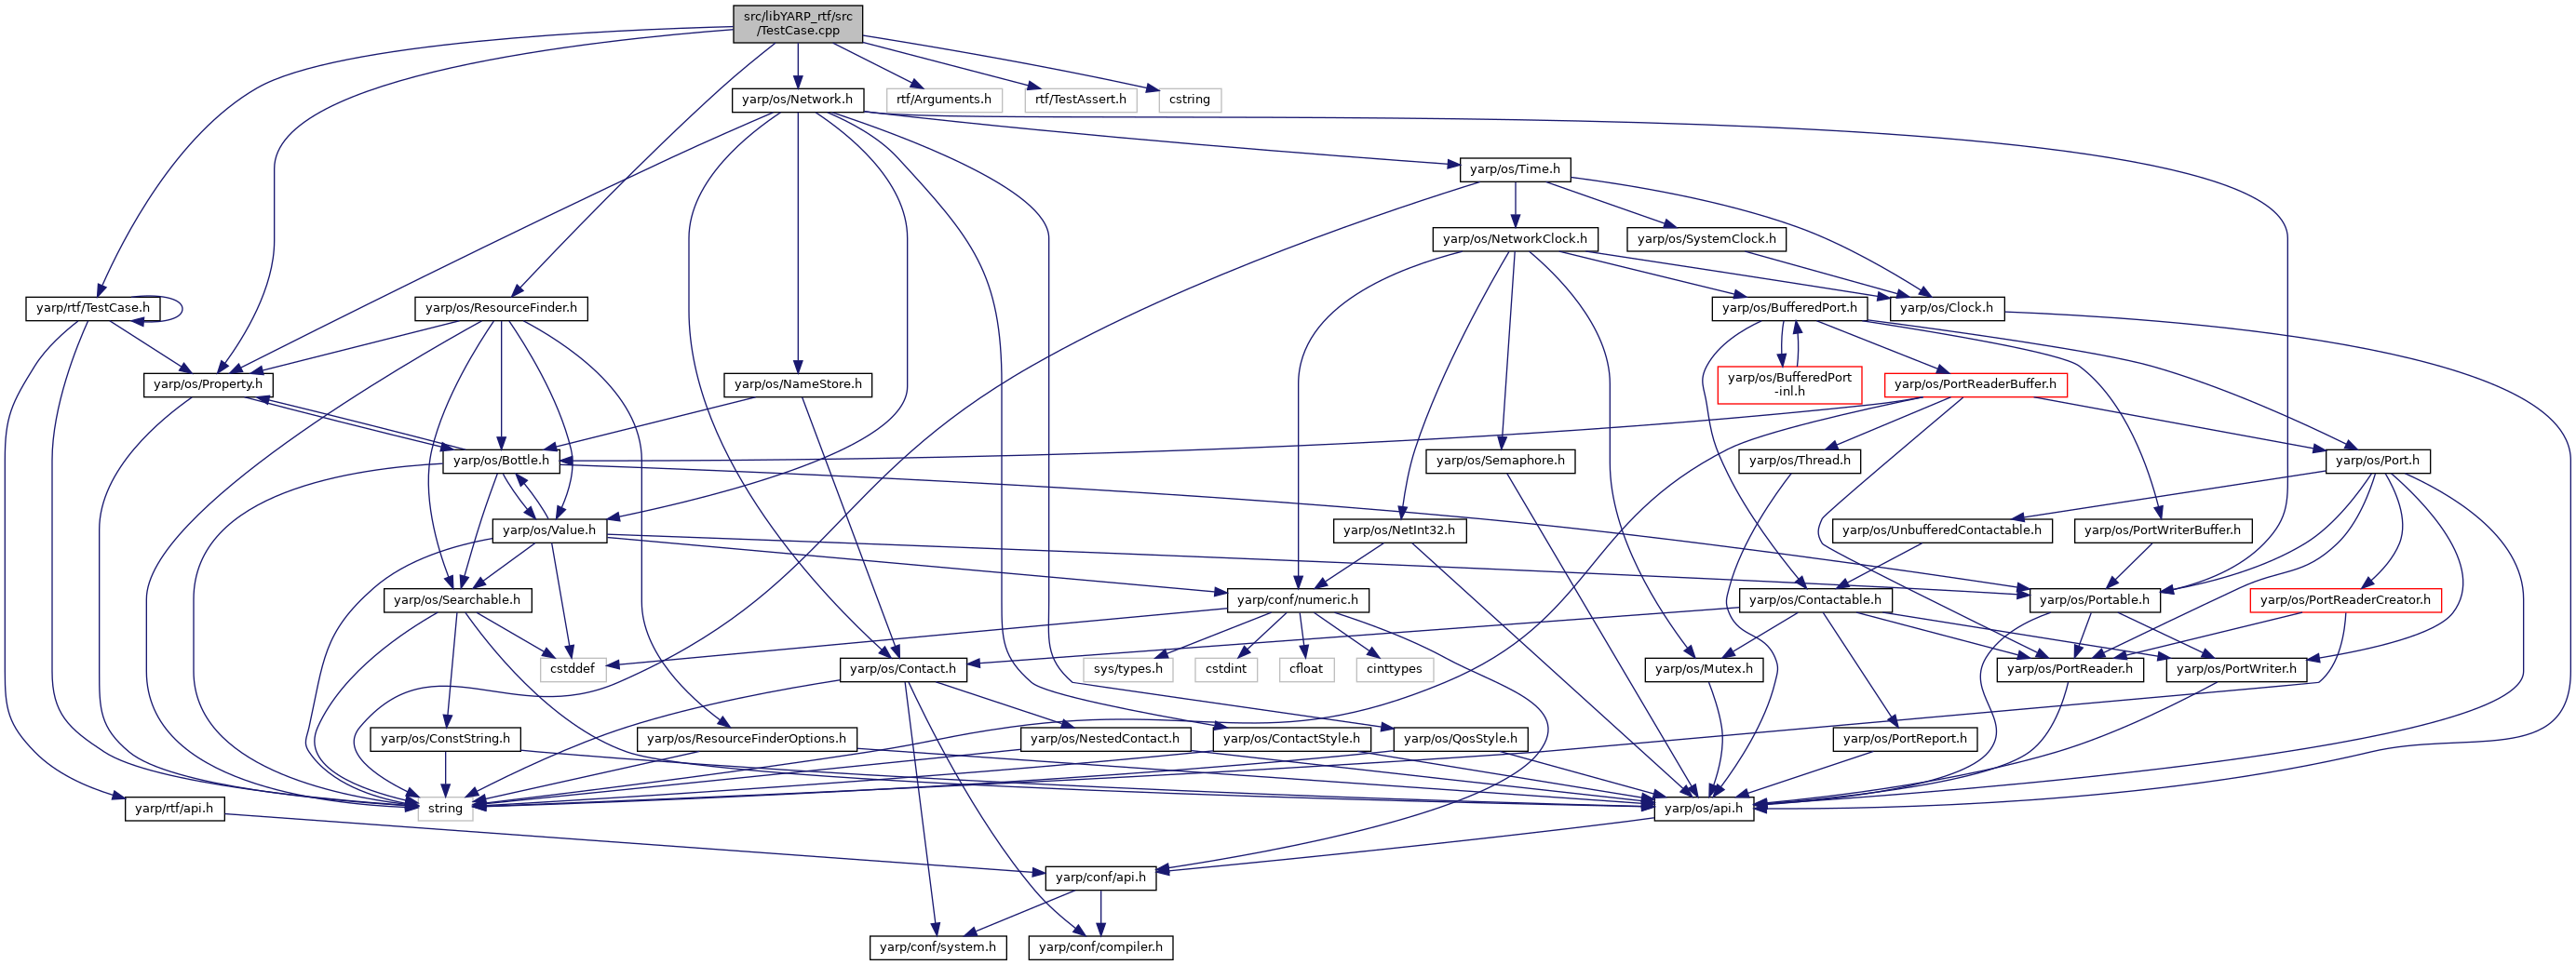 src/libYARP_rtf/src
/TestCase.cpp
yarp/os/Network.h
rtf/Arguments.h
rtf/TestAssert.h
cstring
yarp/os/Time.h
yarp/os/NetworkClock.h
yarp/os/SystemClock.h
yarp/rtf/TestCase.h
yarp/os/ResourceFinder.h
yarp/os/BufferedPort.h
yarp/os/Clock.h
yarp/os/Property.h
yarp/os/NameStore.h
yarp/os/BufferedPort
-inl.h
yarp/os/PortReaderBuffer.h
yarp/os/Bottle.h
yarp/os/Semaphore.h
yarp/os/Thread.h
yarp/os/Port.h
yarp/os/Value.h
yarp/os/NetInt32.h
yarp/os/UnbufferedContactable.h
yarp/os/PortWriterBuffer.h
yarp/os/Searchable.h
yarp/conf/numeric.h
yarp/os/Contactable.h
yarp/os/Portable.h
yarp/os/PortReaderCreator.h
cstddef
yarp/os/Contact.h
sys/types.h
cstdint
cfloat
cinttypes
yarp/os/Mutex.h
yarp/os/PortReader.h
yarp/os/PortWriter.h
yarp/os/ConstString.h
yarp/os/ResourceFinderOptions.h
yarp/os/NestedContact.h
yarp/os/ContactStyle.h
yarp/os/QosStyle.h
yarp/os/PortReport.h
yarp/rtf/api.h
string
yarp/os/api.h
yarp/conf/api.h
yarp/conf/system.h
yarp/conf/compiler.h